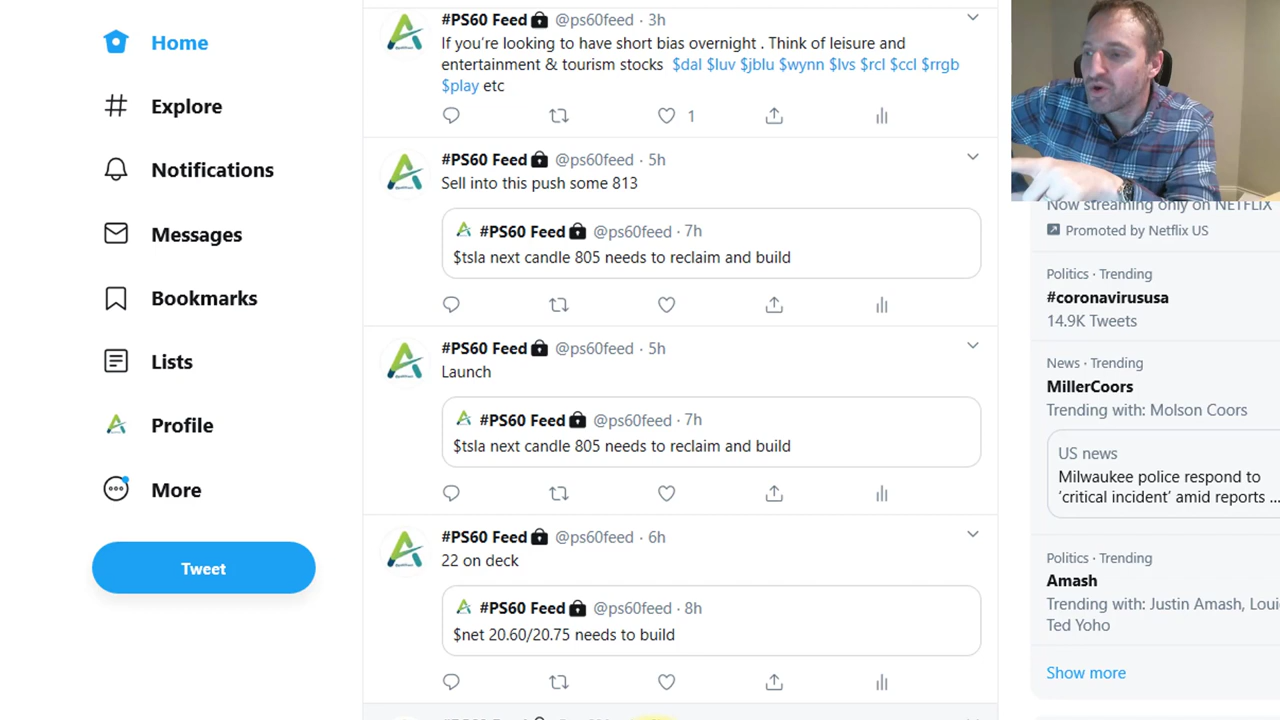 Home
Explore
Notifications
Messages
Bookmarks
Lists
Profile
More
Tweet
#PS60 Feed @ps60feed · 3h
If you're looking to have short bias overnight . Think of leisure and
entertainment & tourism stocks $dal $luv $jblu $wynn $lvs $rcl $ccl $rrgb
$play etc
1
#PS60 Feed @ps60feed · 5h
Sell into this push some 813
#PS60 Feed @ps60feed · 7h
$tsla next candle 805 needs to reclaim and build
#PS60 Feed @ps60feed · 5h
Launch
#PS60 Feed @ps60feed · 7h
$tsla next candle 805 needs to reclaim and build
#PS60 Feed @ps60feed · 6h
22 on deck
#PS60 Feed @ps60feed · 8h
$net 20.60/20.75 needs to build
Now streaming only on NETFLIX
Promoted by Netflix US
Politics · Trending
#coronavirususa
14.9K Tweets
News · Trending
MillerCoors
Trending with: Molson Coors
US news
Milwaukee police respond to
'critical incident' amid reports ...
Politics · Trending
Amash
Trending with: Justin Amash, Loui
Ted Yoho
Show more